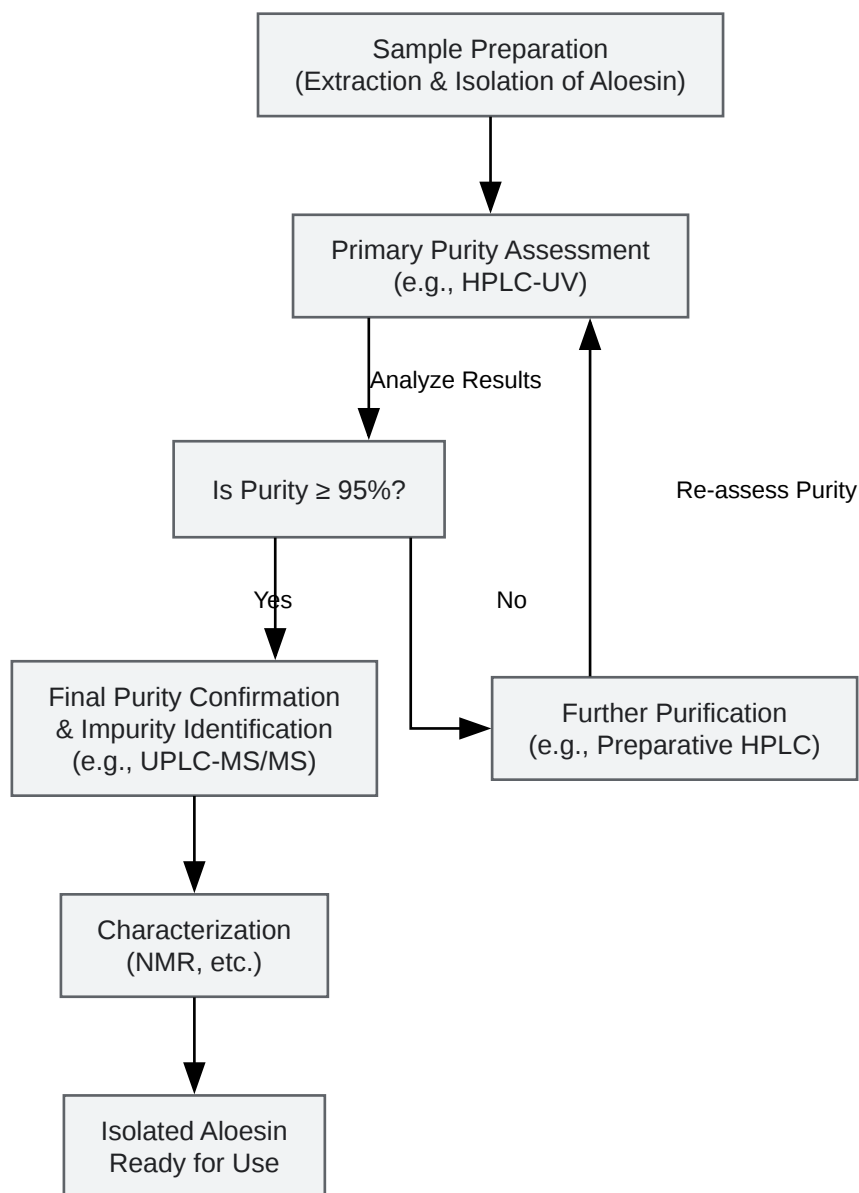 Sample Preparation
(Extraction & Isolation of Aloesin)
Primary Purity Assessment
(e.g., HPLC-UV)
Analyze Results
Is Purity ≥ 95%?
Re-assess Purity
Yes
No
Final Purity Confirmation
& Impurity Identification
(e.g., UPLC-MS/MS)
Further Purification
(e.g., Preparative HPLC)
Characterization
(NMR, etc.)
Isolated Aloesin
Ready for Use